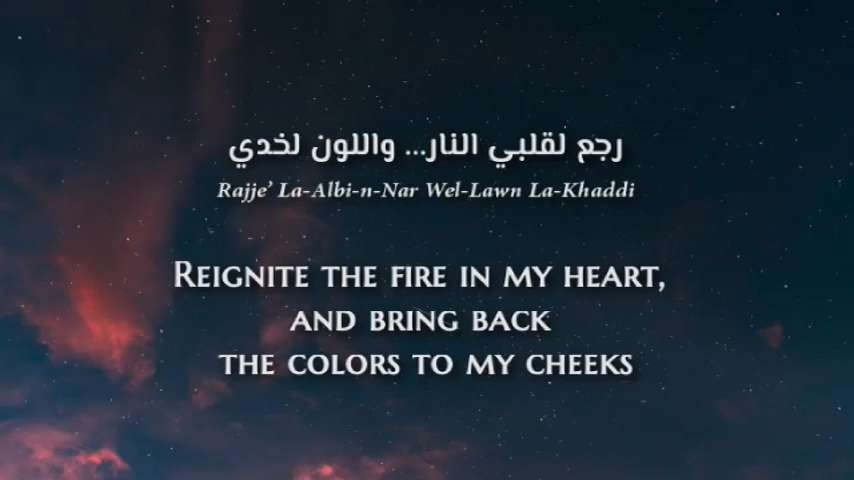 رجع لقلبي النار... واللون لخدي
Rajje' La-Albi-n-Nar Wel-Lawn La-Khaddi
REIGNITE THE FIRE IN MY HEART,
AND BRING BACK
THE COLORS TO MY CHEEKS